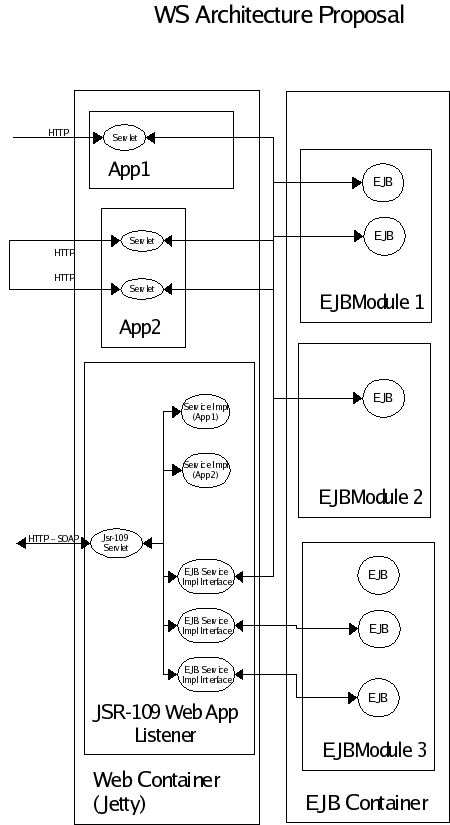 WS Architecture Proposal
HTTP
Servlet
App1
Servlet
HTTP
HTTP
Servlet
App2
Service Impl
(App1)
Service Impl
(App2)
HTTP - SOAP
Jsr-109
Servlet
EJB Service
Impl Interface
EJB Service
Impl Interface
EJB Service
Impl Interface
JSR-109 Web App
Listener
Web Container
(Jetty)
EJB
EJB
EJBModule 1
EJB
EJBModule 2
EJB
EJB
EJB
EJBModule 3
EJB Container